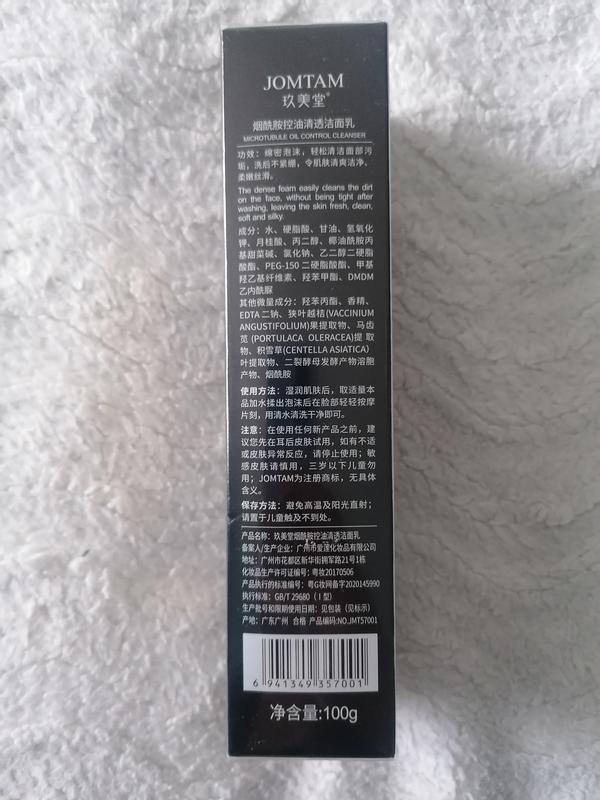 JOMTAM
玖美堂®
烟酰胺控油清透洁面乳
MICROTUBULE OIL CONTROL CLEANSER
功效：绵密泡沫，轻松清洁面部污
垢，洗后不紧绷，令肌肤清爽洁净、
柔嫩丝滑。
The dense foam easily cleans the dirt
on the face, without being tight after
washing, leaving the skin fresh, clean,
soft and silky.
成分：水、硬脂酸、甘油、氢氧化
钾、月桂酸、丙二醇、椰油酰胺丙
基甜菜碱、氯化钠、乙二醇二硬脂
酸酯、PEG-150 二硬脂酸酯、甲基
羟乙基纤维素、羟苯甲酯、DMDM
乙内酰脲
其他微量成分：羟苯丙酯、香精、
EDTA 二钠、狭叶越桔(VACCINIUM
ANGUSTIFOLIUM)果提取物、马齿
苋 (PORTULACA OLERACEA)提取
物、积雪草(CENTELLA ASIATICA)
叶提取物、二裂酵母发酵产物溶胞
产物、烟酰胺
使用方法：湿润肌肤后，取适量本
品加水揉出泡沫后在脸部轻轻按摩
片刻，用清水清洗干净即可。
注意：在使用任何新产品之前，建
议您先在耳后皮肤试用，如有不适
或皮肤异常反应，请停止使用；敏
感皮肤请慎用，三岁以下儿童勿
用；JOMTAM为注册商标，无具体
含义。
保存方法：避免高温及阳光直射；
请置于儿童触及不到处。
产品名称：玖美堂烟酰胺控油清透洁面乳
备案人/生产企业：广州市爱莲化妆品有限公司
地址：广州市花都区新华街拥军路21号1栋
化妆品生产许可证编号：粤妆20170506
产品执行的标准编号：粤G妆网备字2020145990
执行标准：GB/T 29680（Ⅰ型）
生产批号和限期使用日期：见包装（见标示）
产地：广东广州 合格 产品编码:NO.JMT57001
6 941349 357001
净含量:100g